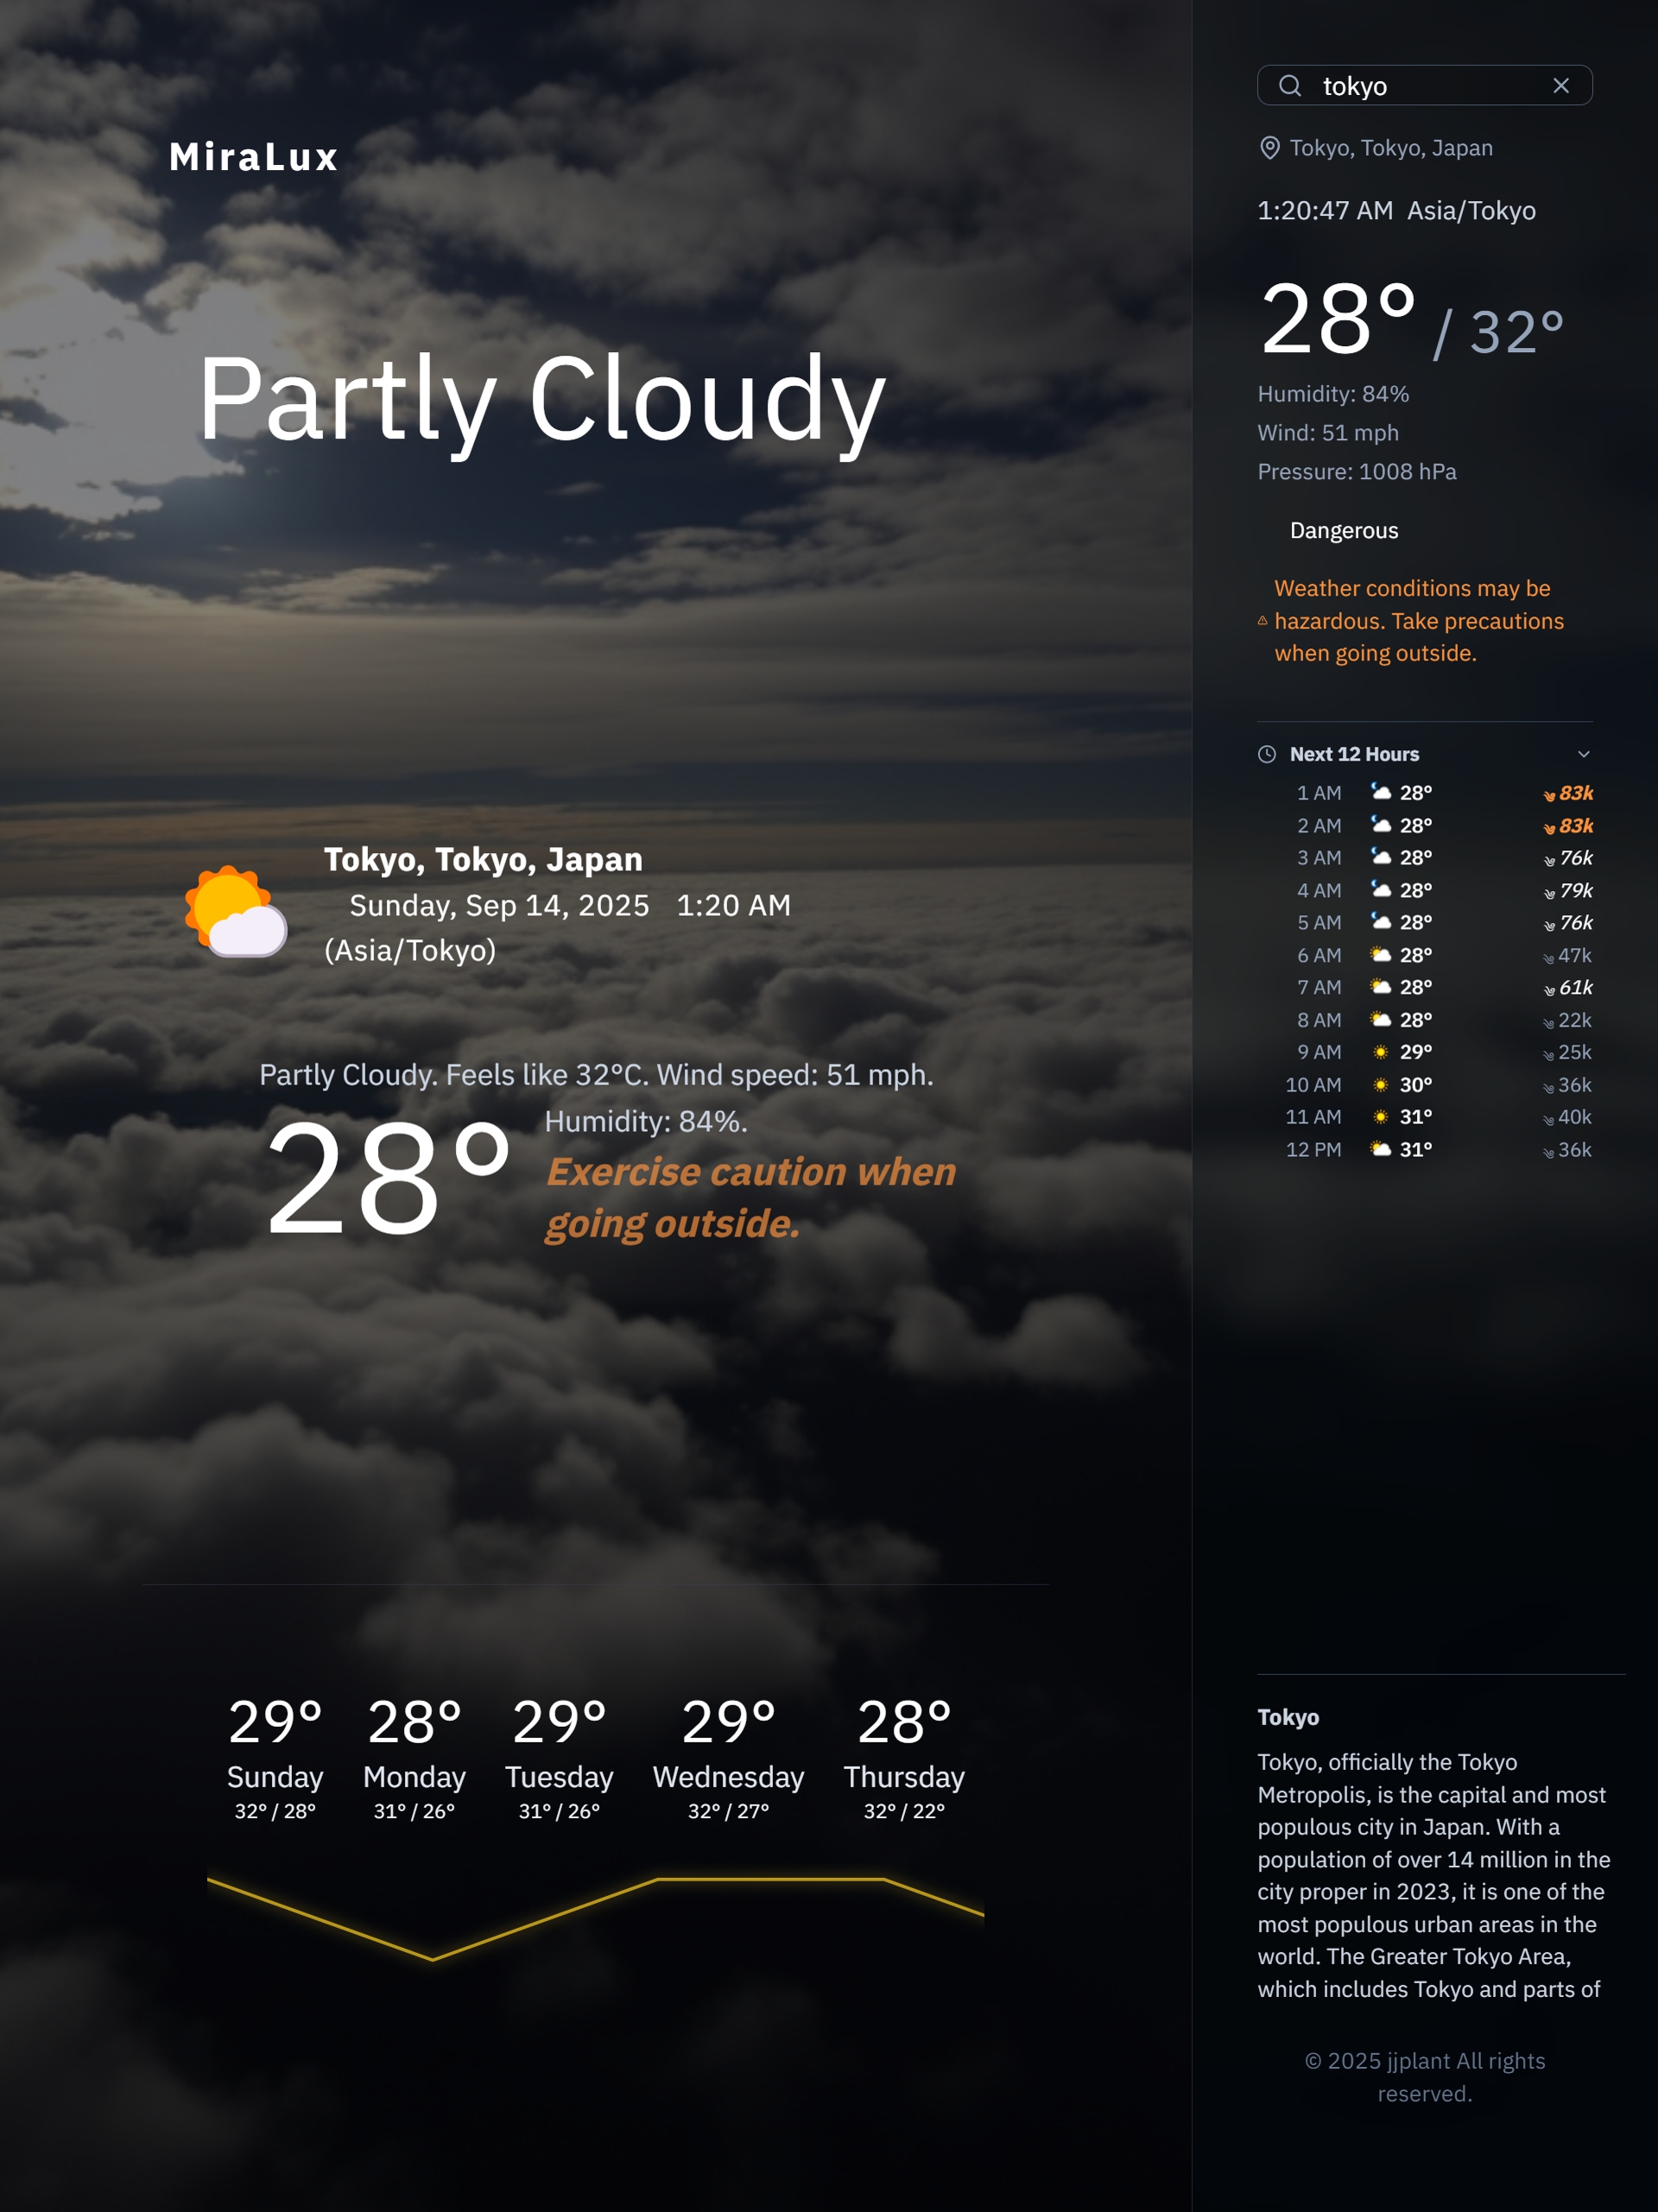 MiraLux
Partly Cloudy
Tokyo, Tokyo, Japan
Sunday, Sep 14, 2025 1:20 AM
(Asia/Tokyo)
Partly Cloudy. Feels like 32°C. Wind speed: 51 mph.
Humidity: 84%.
28°
Exercise caution when
going outside.
29° 28° 29° 29° 28°
Sunday Monday Tuesday Wednesday Thursday
32° / 28° 31° / 26° 31° / 26° 32° / 27° 32° / 22°
tokyo
Tokyo, Tokyo, Japan
1:20:47 AM Asia/Tokyo
28° / 32°
Humidity: 84%
Wind: 51 mph
Pressure: 1008 hPa
Dangerous
Weather conditions may be
hazardous. Take precautions
when going outside.
Next 12 Hours
1 AM 28° 83k
2 AM 28° 83k
3 AM 28° 76k
4 AM 28° 79k
5 AM 28° 76k
6 AM 28° 47k
7 AM 28° 61k
8 AM 28° 22k
9 AM 29° 25k
10 AM 30° 36k
11 AM 31° 40k
12 PM 31° 36k
Tokyo
Tokyo, officially the Tokyo
Metropolis, is the capital and most
populous city in Japan. With a
population of over 14 million in the
city proper in 2023, it is one of the
most populous urban areas in the
world. The Greater Tokyo Area,
which includes Tokyo and parts of
© 2025 jjplant All rights
reserved.